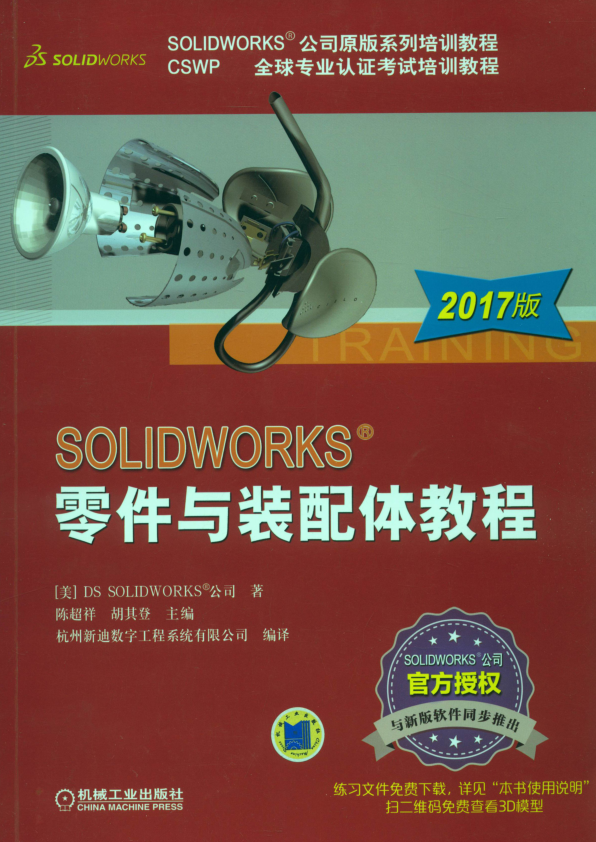 SOLIDWORKS® 公司原版系列培训教程
CSWP 全球专业认证考试培训教程
SOLIDWORKS
2017版
TRAINING
SOLIDWORKS®
零件与装配体教程
[美] DS SOLIDWORKS®公司 著
陈超祥 胡其登 主编
杭州新迪数字工程系统有限公司 编译
SOLIDWORKS®公司
官方授权
与新版软件同步推出
机械工业出版社
CHINA MACHINE PRESS
练习文件免费下载,详见“本书使用说明”
扫二维码免费查看3D模型